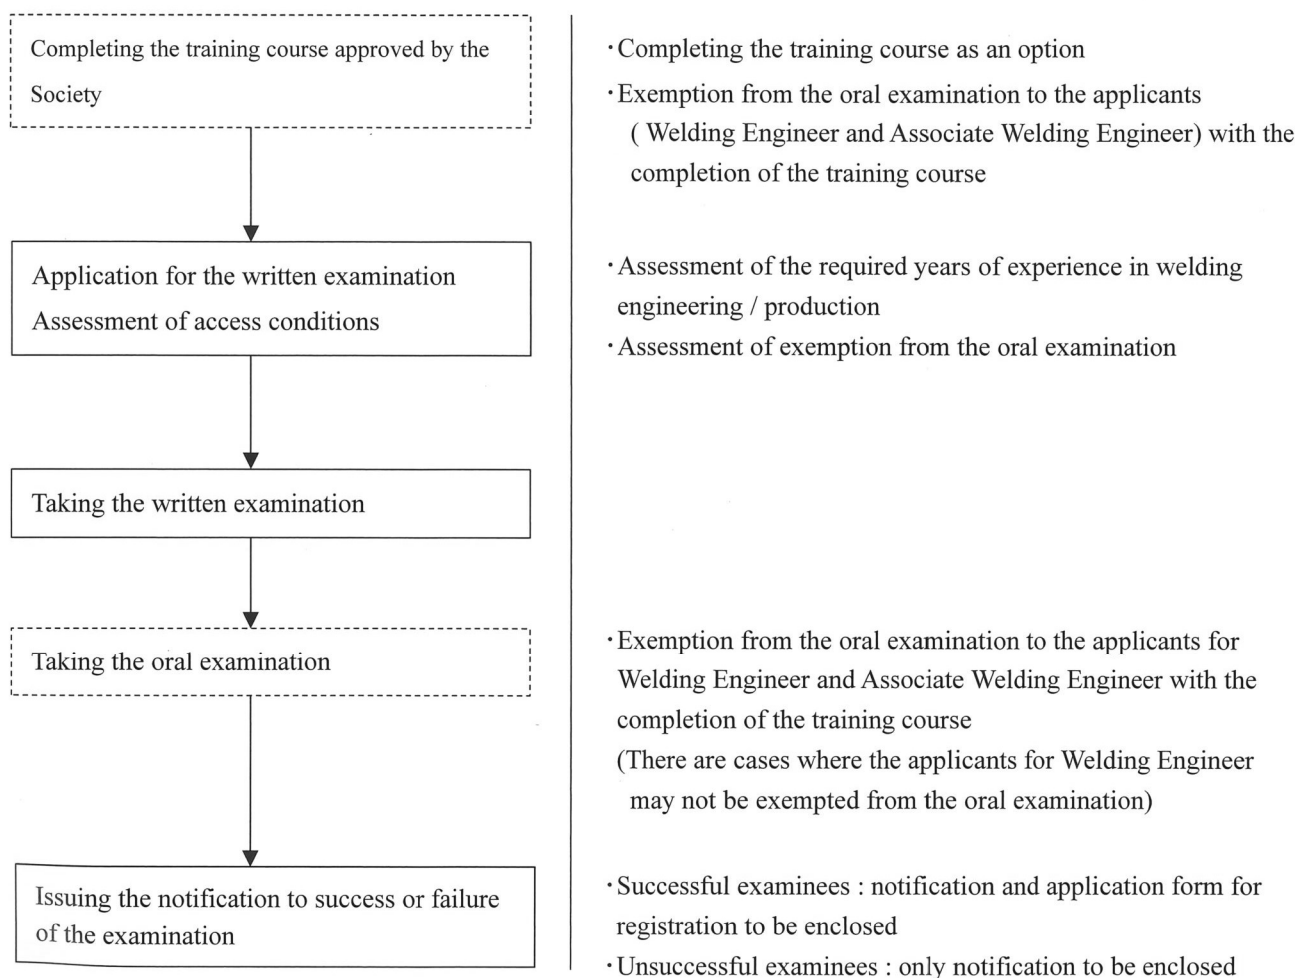 Completing the training course approved by the
Society
・Completing the training course as an option
・Exemption from the oral examination to the applicants
( Welding Engineer and Associate Welding Engineer) with the
completion of the training course
Application for the written examination
Assessment of access conditions
・Assessment of the required years of experience in welding
engineering / production
・Assessment of exemption from the oral examination
Taking the written examination
Taking the oral examination
・Exemption from the oral examination to the applicants for
Welding Engineer and Associate Welding Engineer with the
completion of the training course
(There are cases where the applicants for Welding Engineer
may not be exempted from the oral examination)
Issuing the notification to success or failure
of the examination
・Successful examinees : notification and application form for
registration to be enclosed
・Unsuccessful examinees : only notification to be enclosed